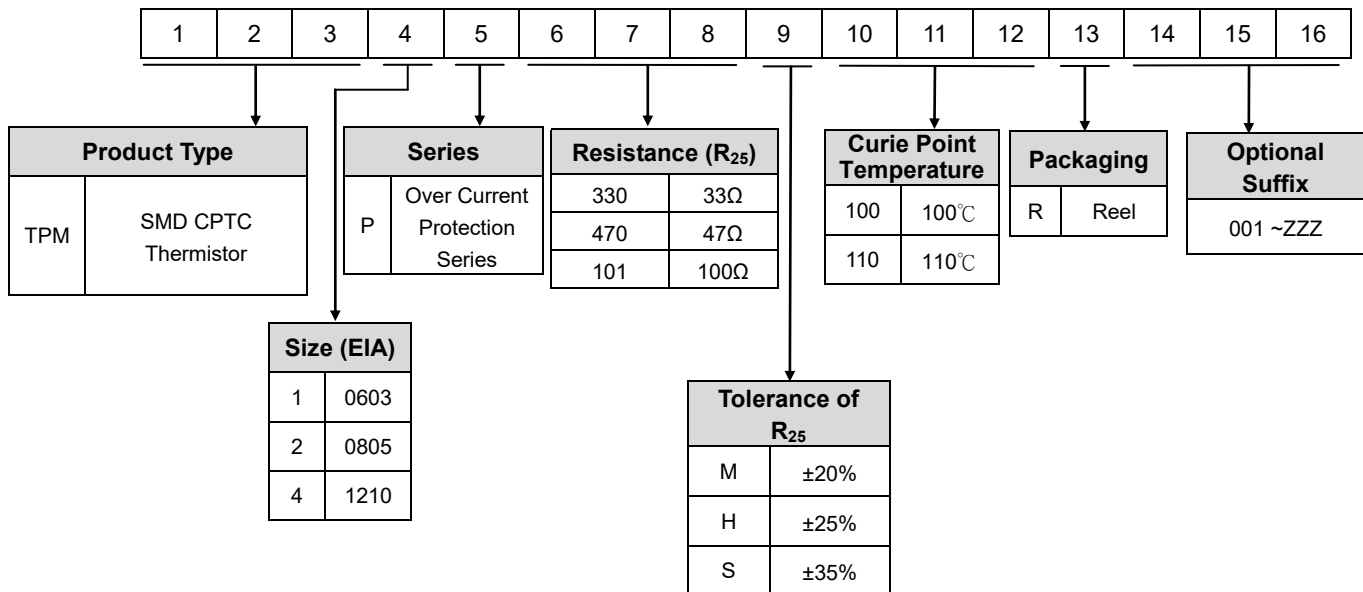 1 2 3 4 5 6 7 8 9 10 11 12 13 14 15 16
Product Type
TPM
SMD CPTC
Thermistor
Series
P
Over Current
Protection
Series
Resistance (R₂₅)
330 33Ω
470 47Ω
101 100Ω
Curie Point
Temperature
100 100℃
110 110℃
Packaging
R Reel
Optional
Suffix
001 ~ZZZ
Size (EIA)
1 0603
2 0805
4 1210
Tolerance of
R₂₅
M ±20%
H ±25%
S ±35%